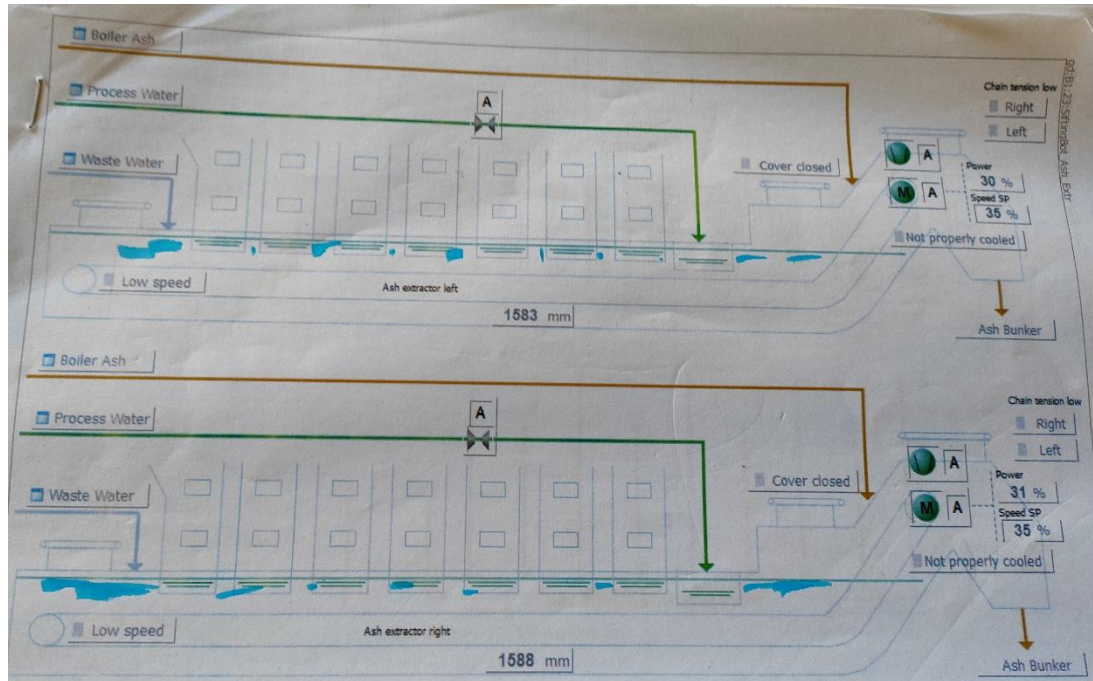 Boiler Ash
Process Water
A
Chain tension low
Right
Left
Waste Water
Cover closed
A
Power
30 %
M A
Speed SP
35 %
Not properly cooled
Low speed
Ash extractor left
1583 mm
Ash Bunker
Boiler Ash
Process Water
A
Chain tension low
Right
Left
Waste Water
Cover closed
A
Power
31 %
M A
Speed SP
35 %
Not properly cooled
Low speed
Ash extractor right
1588 mm
Ash Bunker